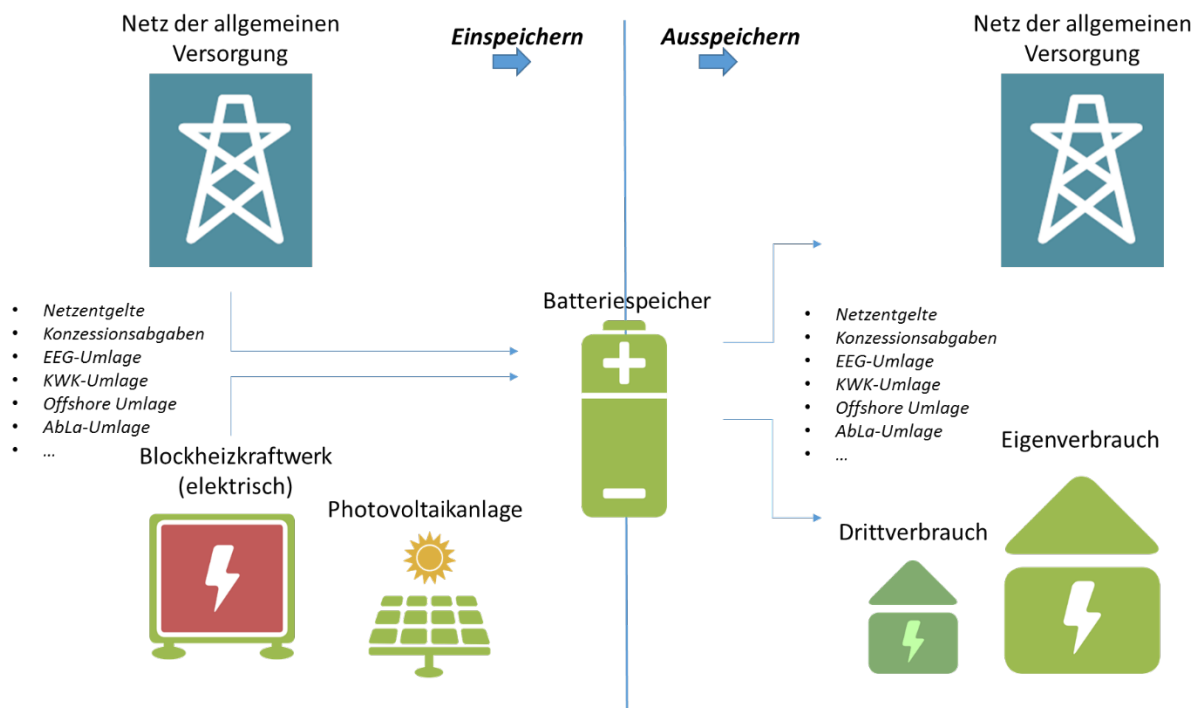 Netz der allgemeinen
Versorgung
Einspeichern
Ausspeichern
Netz der allgemeinen
Versorgung
• Netzentgelte
• Konzessionsabgaben
• EEG-Umlage
• KWK-Umlage
• Offshore Umlage
• AbLa-Umlage
• ...
Blockheizkraftwerk
(elektrisch)
Photovoltaikanlage
Batteriespeicher
• Netzentgelte
• Konzessionsabgaben
• EEG-Umlage
• KWK-Umlage
• Offshore Umlage
• AbLa-Umlage
• ...
Eigenverbrauch
Drittverbrauch